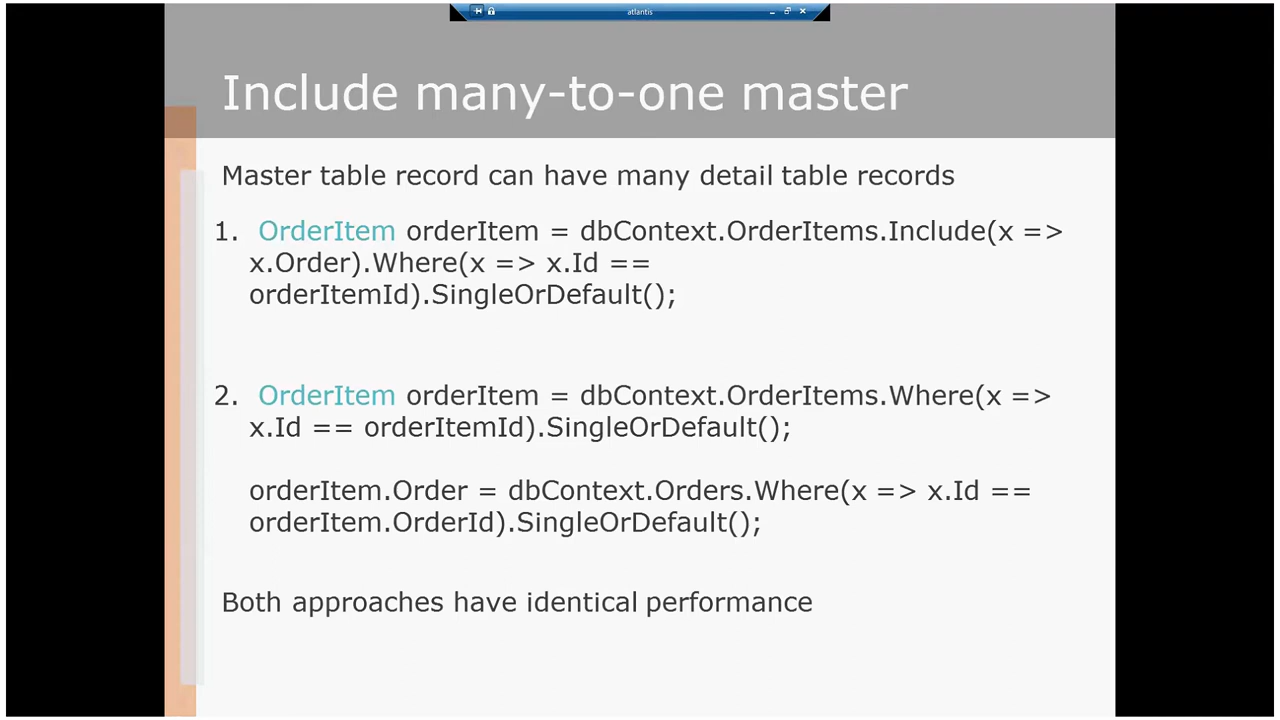 atlantis
Include many-to-one master
Master table record can have many detail table records
1. OrderItem orderItem = dbContext.OrderItems.Include(x =>
x.Order).Where(x => x.Id ==
orderItemId).SingleOrDefault();
2. OrderItem orderItem = dbContext.OrderItems.Where(x =>
x.Id == orderItemId).SingleOrDefault();
orderItem.Order = dbContext.Orders.Where(x => x.Id ==
orderItem.OrderId).SingleOrDefault();
Both approaches have identical performance